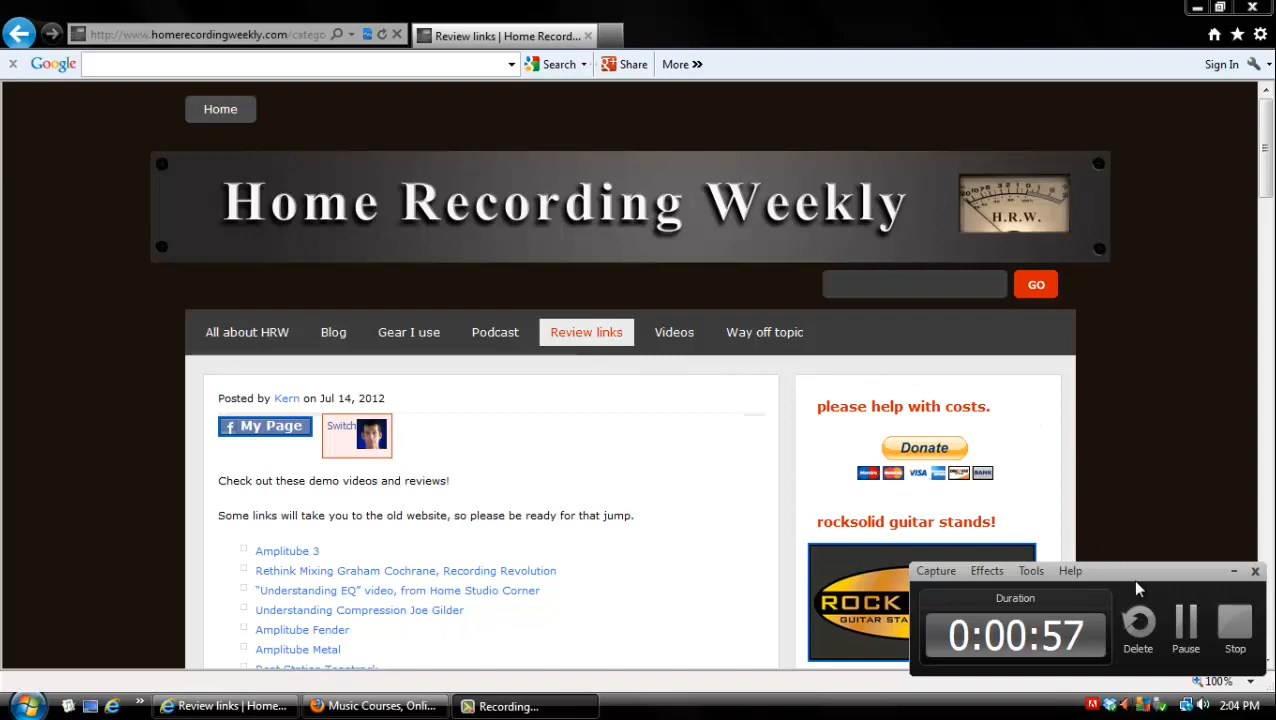 http://www.homerecordingweekly.com/catego
Review links | Home Record...
Google
Search
Share
More »
Sign In
Home
Home Recording Weekly
H.R.W.
GO
All about HRW
Blog
Gear I use
Podcast
Review links
Videos
Way off topic
Posted by Kern on Jul 14, 2012
f My Page
Switch
Check out these demo videos and reviews!
Some links will take you to the old website, so please be ready for that jump.
Amplitube 3
Rethink Mixing Graham Cochrane, Recording Revolution
“Understanding EQ” video, from Home Studio Corner
Understanding Compression Joe Gilder
Amplitube Fender
Amplitube Metal
please help with costs.
Donate
VISA
BANK
rocksolid guitar stands!
ROCK
GUITAR STA
Capture
Effects
Tools
Help
Duration
0:00:57
Delete
Pause
Stop
100%
Review links | Home...
Music Courses, Onli...
Recording...
2:04 PM